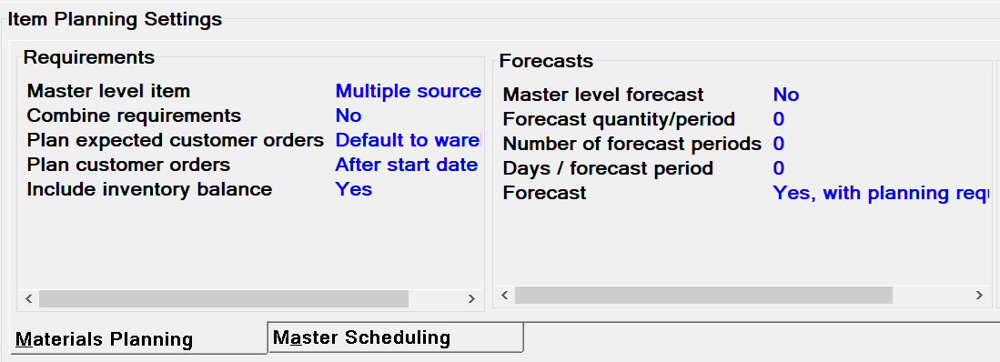 Item Planning Settings
Requirements
Master level item Multiple source
Combine requirements No
Plan expected customer orders Default to ware
Plan customer orders After start date
Include inventory balance Yes
Forecasts
Master level forecast No
Forecast quantity/period 0
Number of forecast periods 0
Days / forecast period 0
Forecast Yes, with planning requ
Materials Planning
Master Scheduling